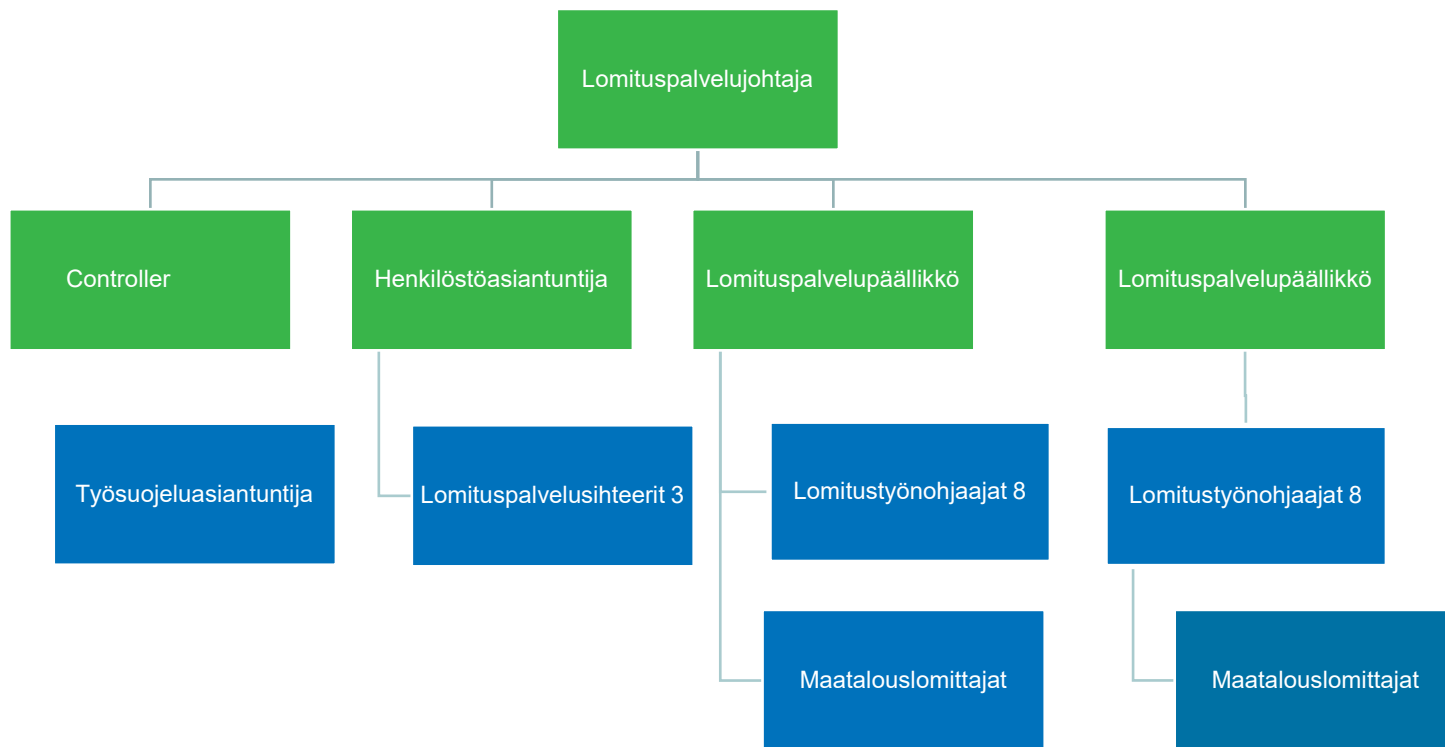 Lomituspalvelujohtaja
Controller
Henkilöstöasiantuntija
Lomituspalvelupäällikkö
Lomituspalvelupäällikkö
Työsuojeluasiantuntija
Lomituspalvelusihteerit 3
Lomitustyönohjaajat 8
Lomitustyönohjaajat 8
Maatalouslomittajat
Maatalouslomittajat